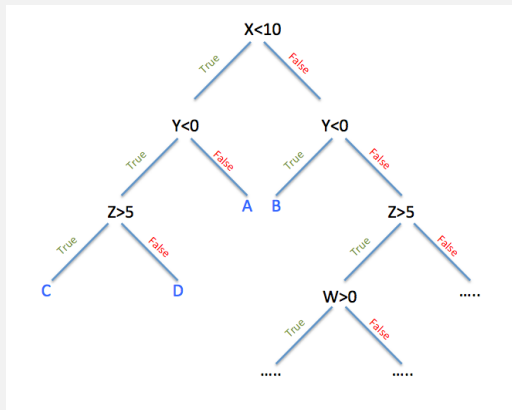 X<10
True
False
Y<0
Y<0
True
False
True
False
Z>5
A
B
Z>5
True
False
True
False
C
D
W>0
.....
True
False
.....
.....